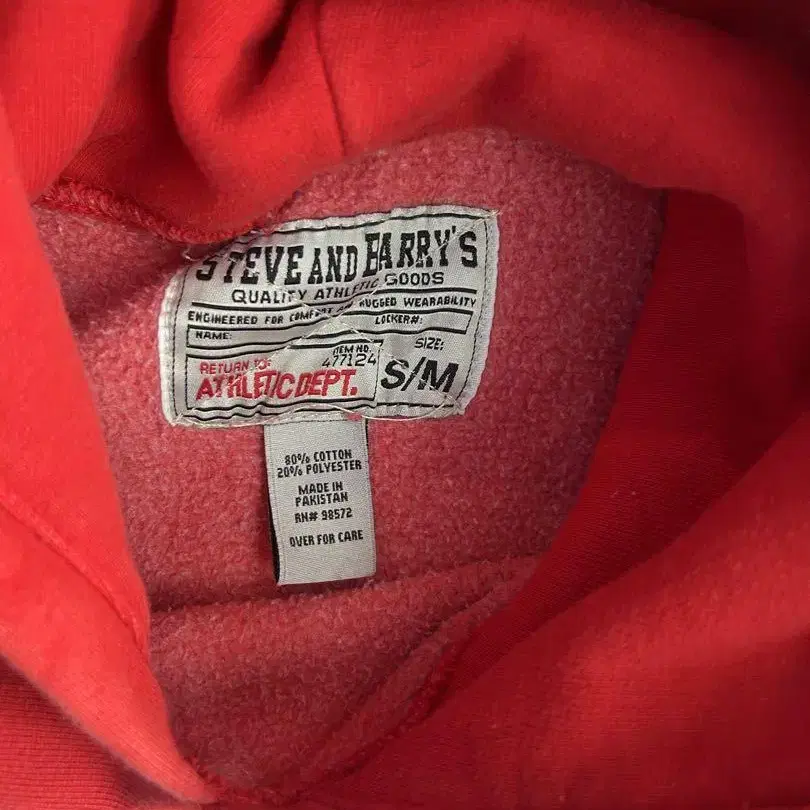 STEVE AND BARRY'S
QUALITY ATHLETIC GOODS
ENGINEERED FOR COMFORT AND RUGGED WEARABILITY
NAME:
LOCKER#:
RETURN TO:
ATHLETIC DEPT.
ITEM NO.
477124
SIZE:
S/M
80% COTTON
20% POLYESTER
MADE IN
PAKISTAN
RN# 98572
OVER FOR CARE